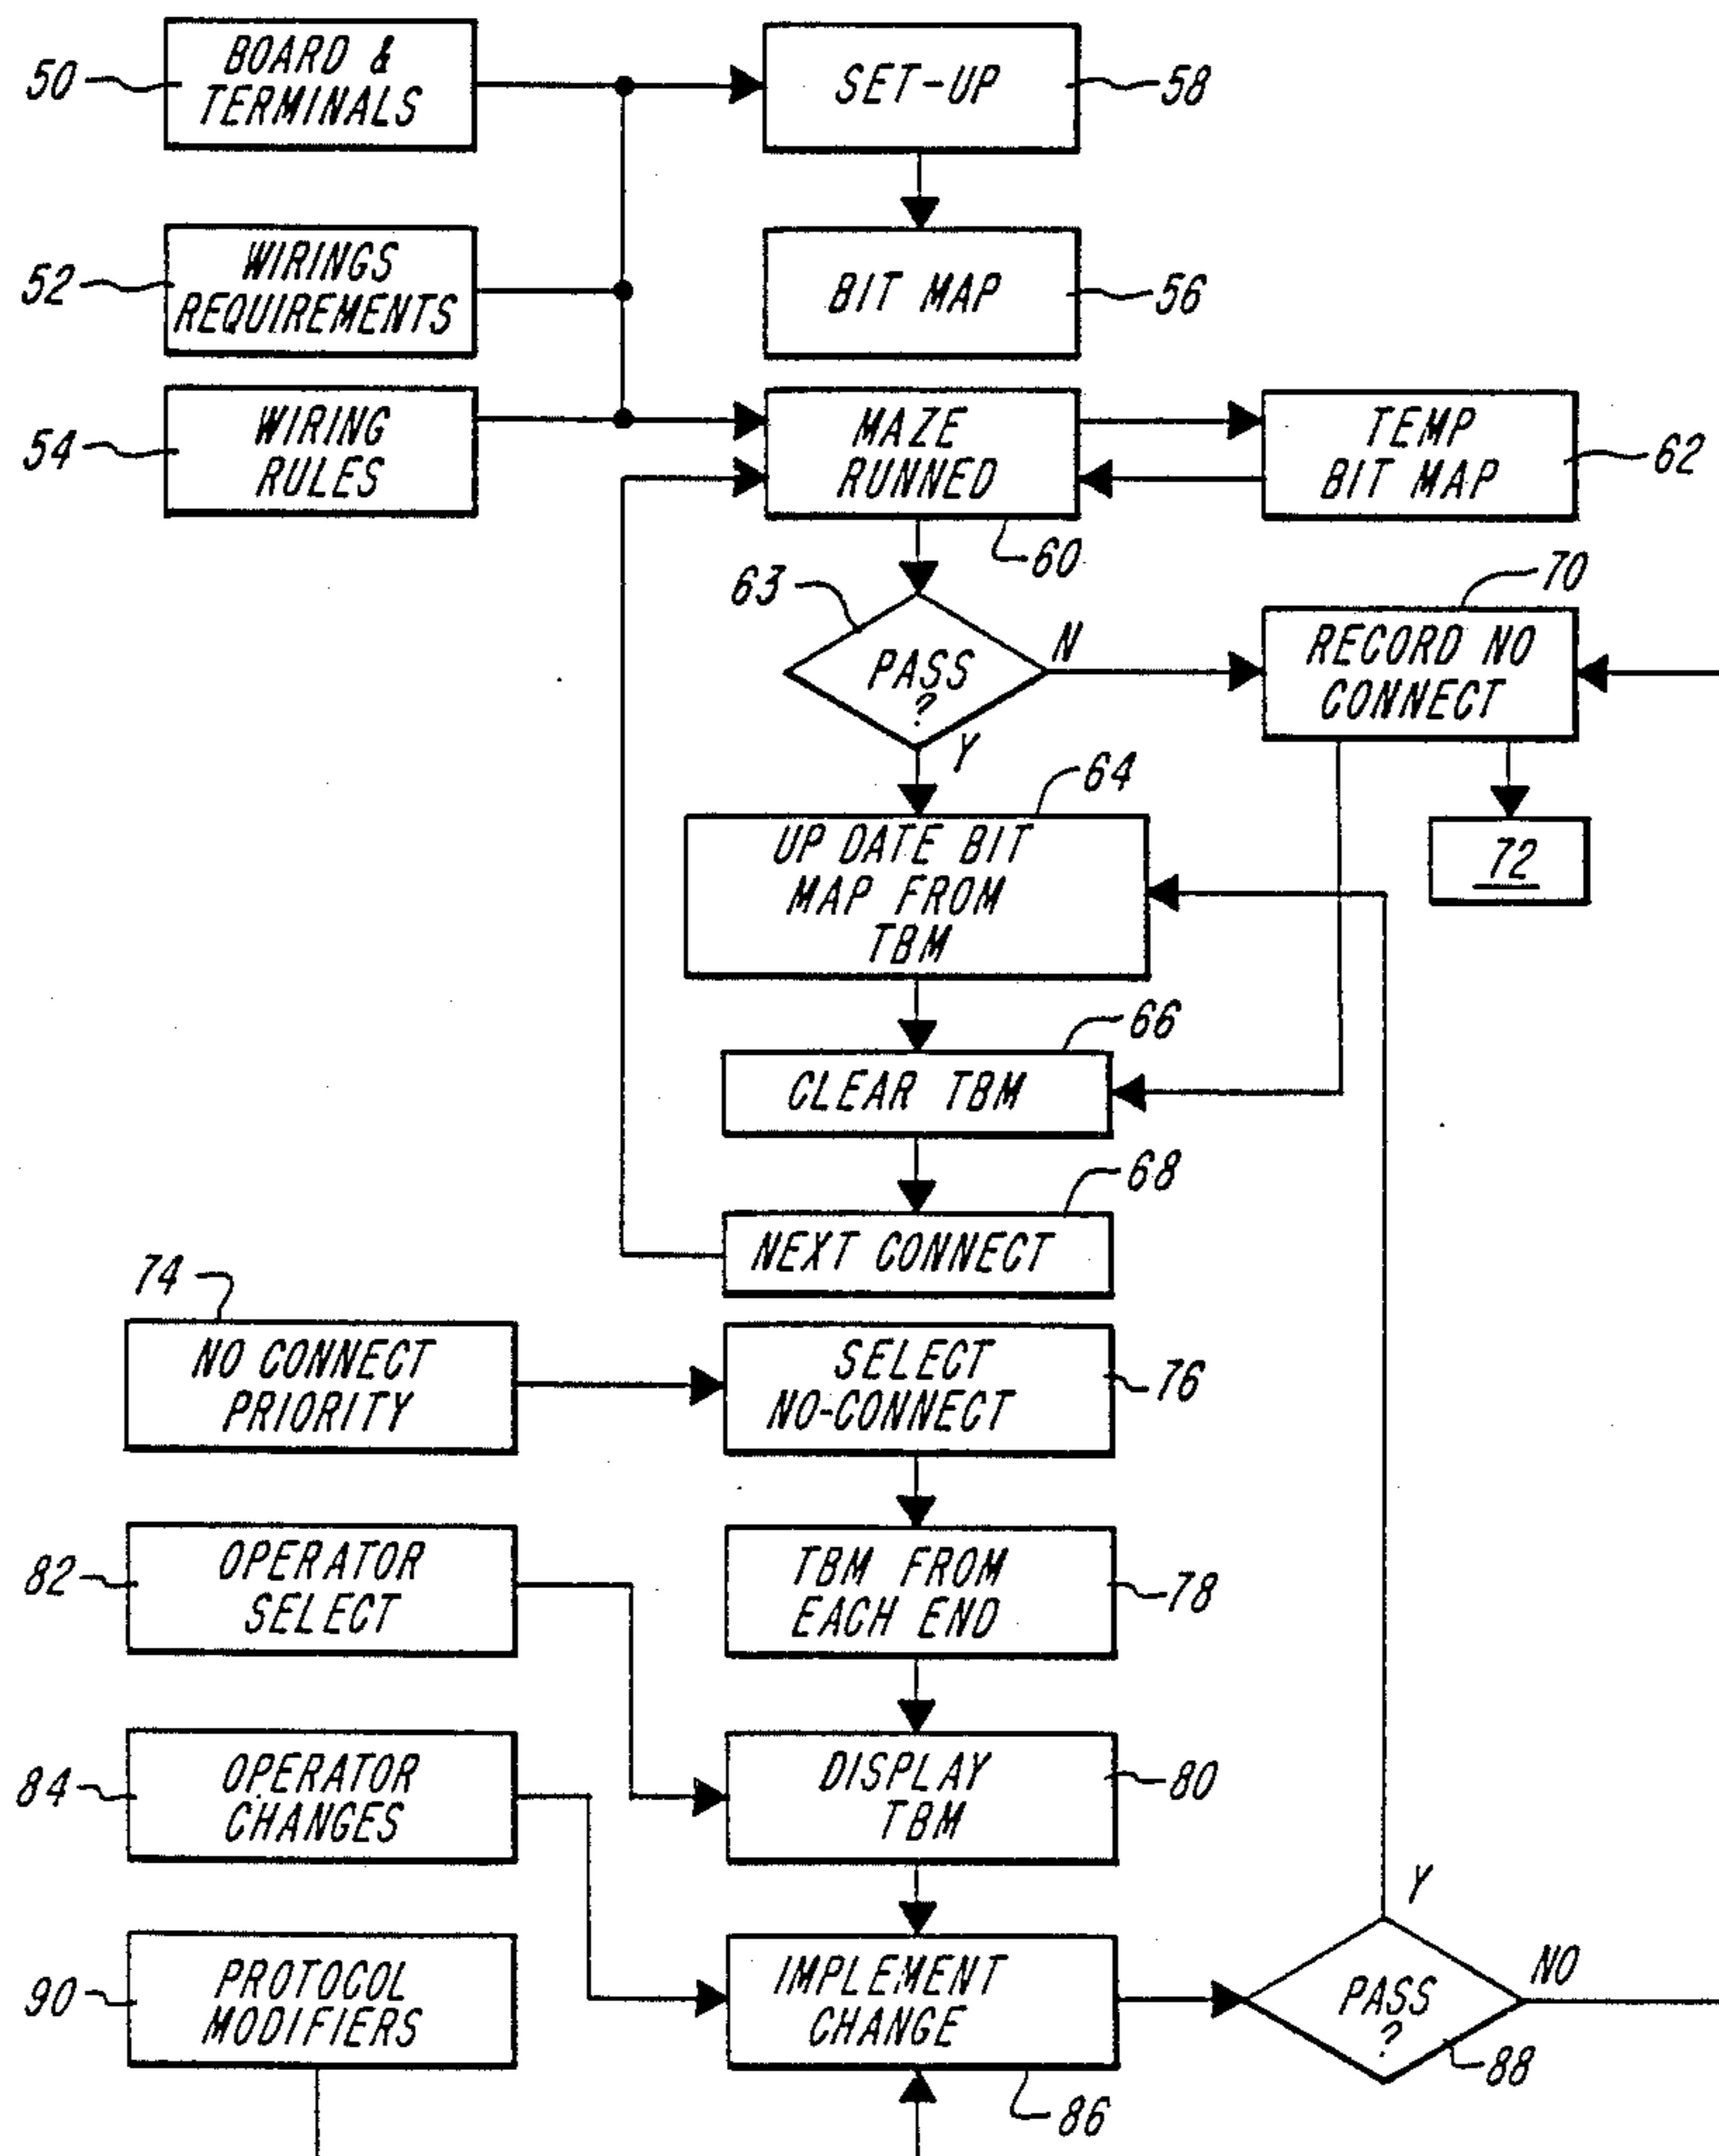 50
BOARD &
TERMINALS
SET-UP
58
52
WIRINGS
REQUIREMENTS
BIT MAP
56
54
WIRING
RULES
MAZE
RUNNED
60
TEMP
BIT MAP
62
63
PASS
?
N
Y
70
RECORD NO
CONNECT
72
64
UP DATE BIT
MAP FROM
TBM
66
CLEAR TBM
68
NEXT CONNECT
74
NO CONNECT
PRIORITY
SELECT
NO-CONNECT
76
82
OPERATOR
SELECT
TBM FROM
EACH END
78
84
OPERATOR
CHANGES
DISPLAY
TBM
80
90
PROTOCOL
MODIFIERS
IMPLEMENT
CHANGE
86
Y
PASS
?
NO
88